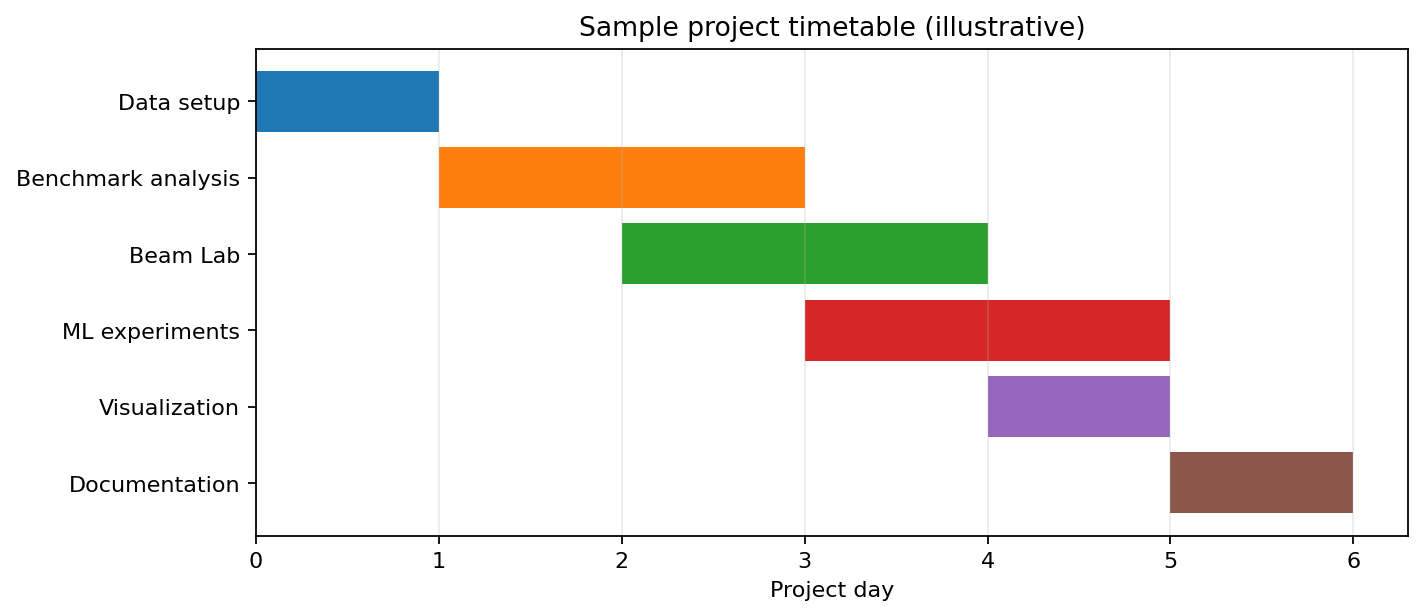 Sample project timetable (illustrative)
Data setup
Benchmark analysis
Beam Lab
ML experiments
Visualization
Documentation
0 1 2 3 4 5 6
Project day